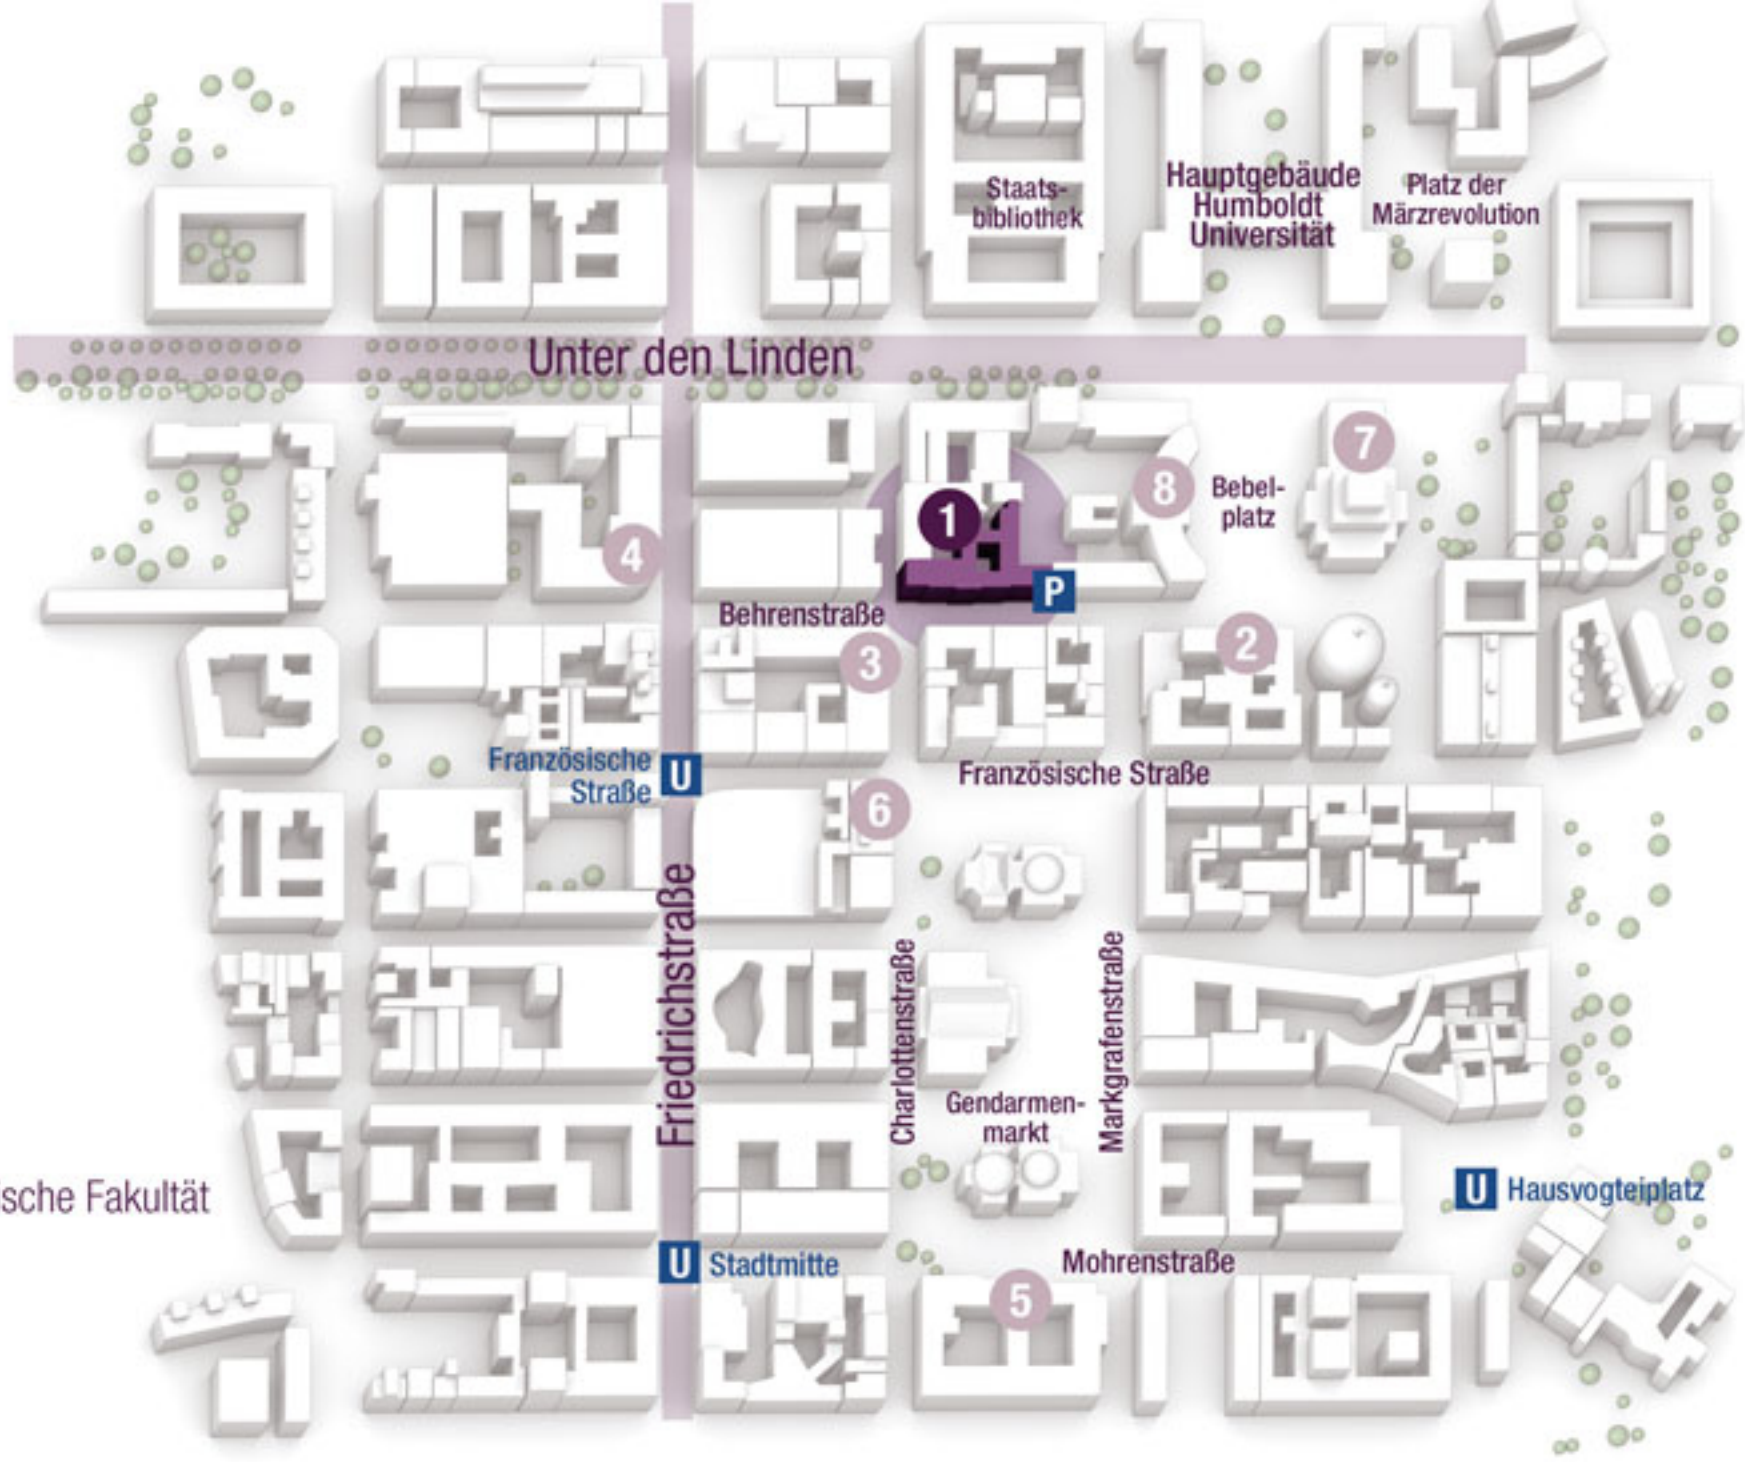 Staats-
bibliothek
Hauptgebäude
Humboldt
Universität
Platz der
Märzrevolution
Unter den Linden
7
8
Bebel-
platz
1
4
P
Behrenstraße
3
2
Französische
Straße
U
Französische Straße
6
Friedrichstraße
Charlottenstraße
Markgrafenstraße
Gendarmen-
markt
sche Fakultät
U Hausvogteiplatz
U Stadtmitte
Mohrenstraße
5